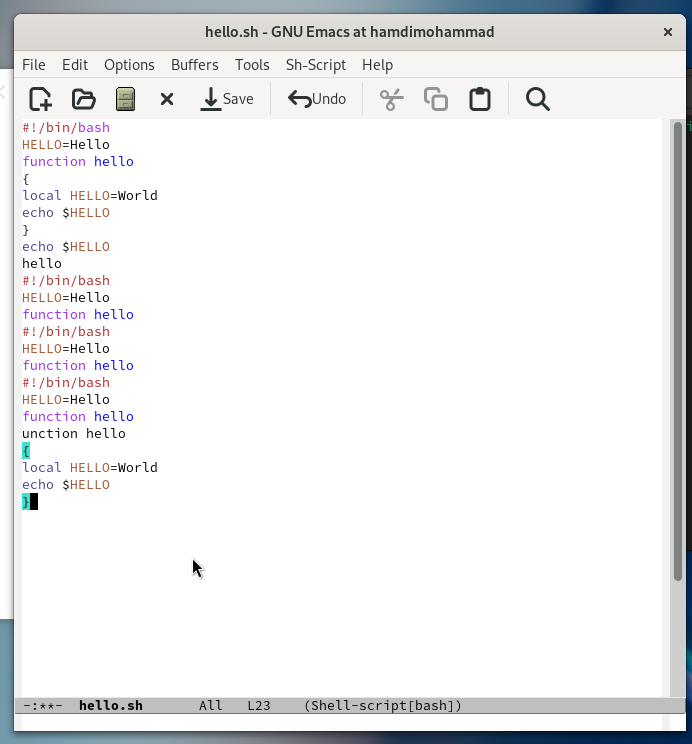 hello.sh - GNU Emacs at hamdimohammad
File Edit Options Buffers Tools Sh-Script Help
Save Undo
#!/bin/bash
HELLO=Hello
function hello
{
local HELLO=World
echo $HELLO
}
echo $HELLO
hello
#!/bin/bash
HELLO=Hello
function hello
#!/bin/bash
HELLO=Hello
function hello
#!/bin/bash
HELLO=Hello
function hello
unction hello
{
local HELLO=World
echo $HELLO
}
-:**- hello.sh All L23 (Shell-script[bash])